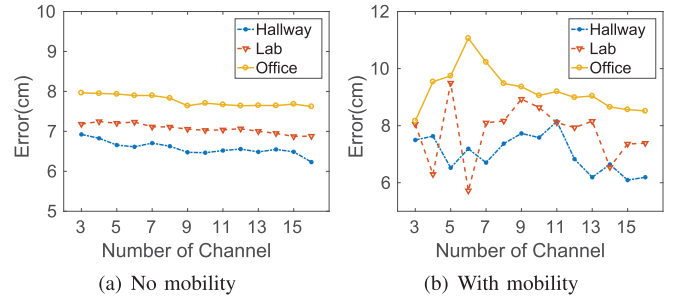 10
9
8
7
6
5
Error(cm)
3 5 7 9 11 13 15
Number of Channel
Hallway
Lab
Office
(a) No mobility
12
10
8
6
Error(cm)
3 5 7 9 11 13 15
Number of Channel
Hallway
Lab
Office
(b) With mobility